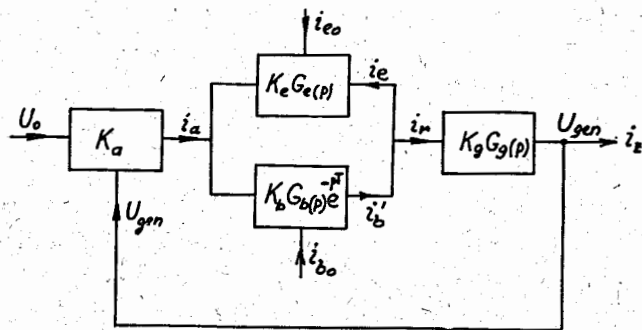 i_eo
K_e G_e(p)
i_e
U_o
K_a
i_a
i_r
K_g G_g(p)
U_gen
i_z
K_b G_b(p) e^-pT
i_b'
U_gen
i_bo